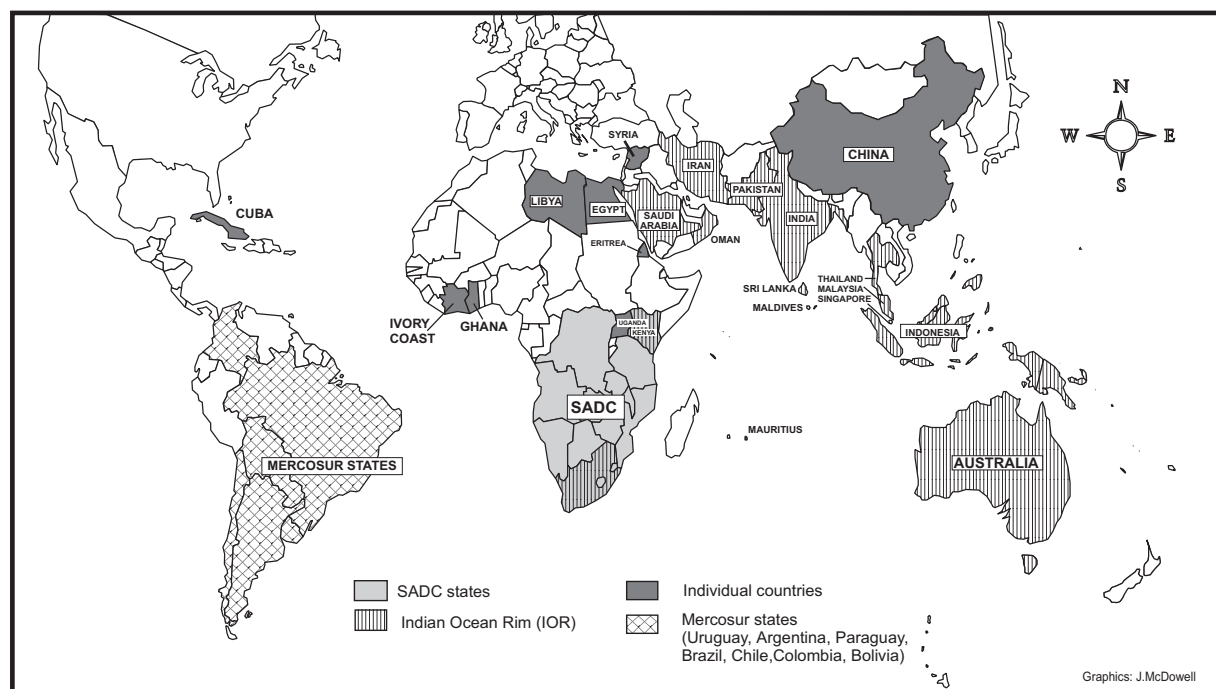 N
W E
S
SYRIA
CHINA
IRAN
PAKISTAN
LIBYA
EGYPT
SAUDI
ARABIA
INDIA
CUBA
OMAN
ERITREA
THAILAND
MALAYSIA
SINGAPORE
SRI LANKA
MALDIVES
IVORY
COAST
GHANA
UGANDA
KENYA
INDONESIA
SADC
MAURITIUS
MERCOSUR STATES
AUSTRALIA
SADC states
Indian Ocean Rim (IOR)
Individual countries
Mercosur states
(Uruguay, Argentina, Paraguay,
Brazil, Chile,Colombia, Bolivia)
Graphics: J.McDowell